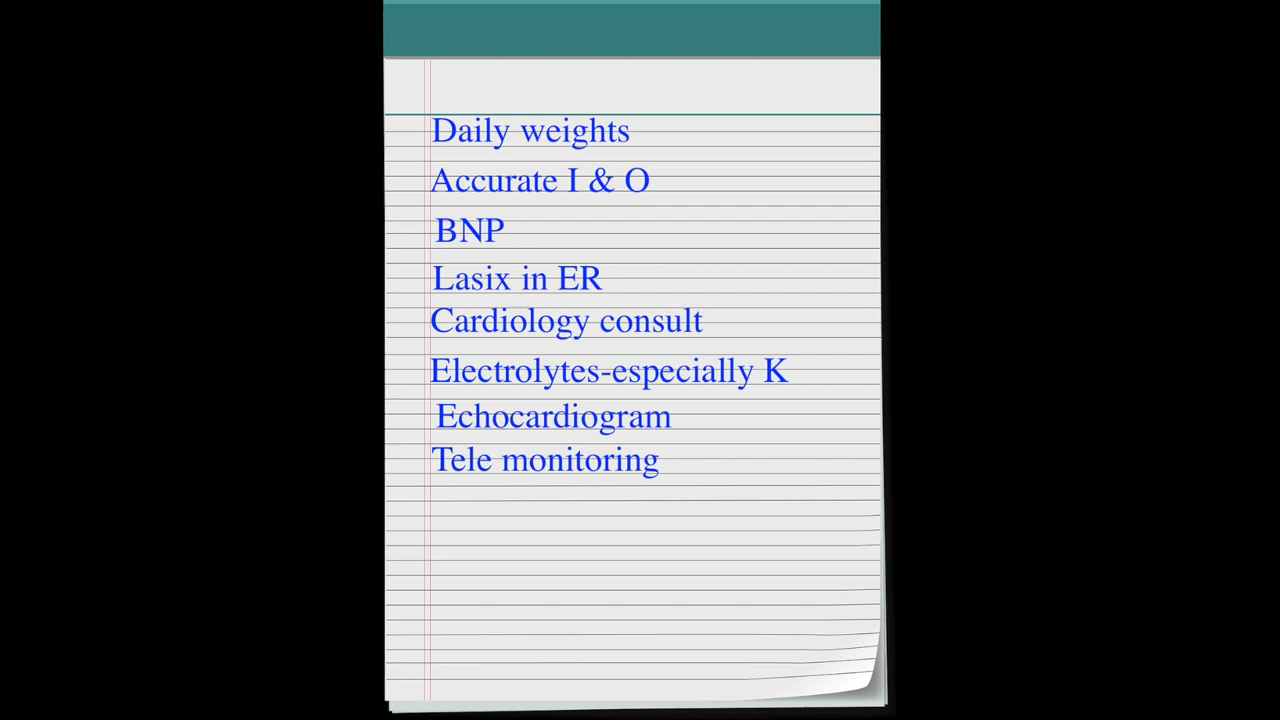 Daily weights
Accurate I & O
BNP
Lasix in ER
Cardiology consult
Electrolytes-especially K
Echocardiogram
Tele monitoring